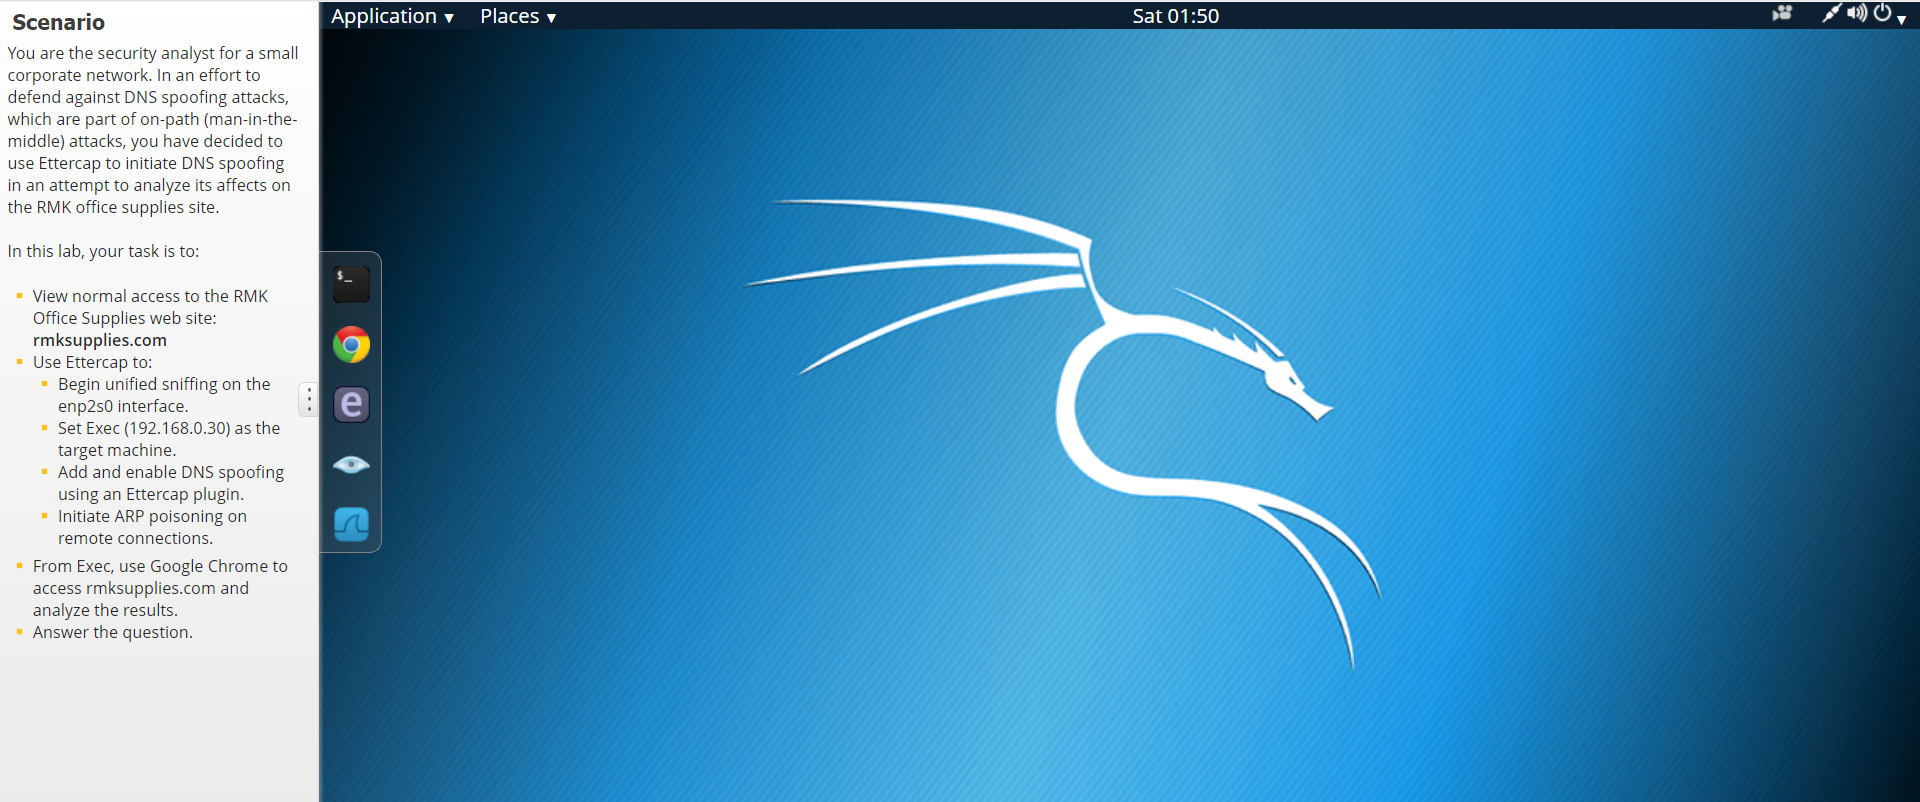 Scenario
You are the security analyst for a small
corporate network. In an effort to
defend against DNS spoofing attacks,
which are part of on-path (man-in-the-
middle) attacks, you have decided to
use Ettercap to initiate DNS spoofing
in an attempt to analyze its affects on
the RMK office supplies site.
In this lab, your task is to:
View normal access to the RMK
Office Supplies web site:
rmksupplies.com
Use Ettercap to:
Begin unified sniffing on the
enp2s0 interface.
Set Exec (192.168.0.30) as the
target machine.
Add and enable DNS spoofing
using an Ettercap plugin.
Initiate ARP poisoning on
remote connections.
From Exec, use Google Chrome to
access rmksupplies.com and
analyze the results.
Answer the question.
Application ▾ Places ▾ Sat 01:50
$_
e